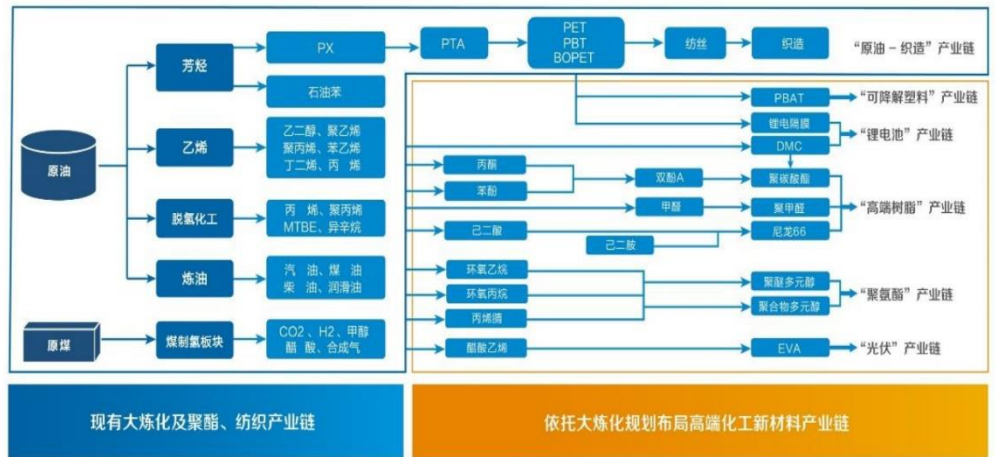 原油
原煤
芳烃
乙烯
脱氢化工
炼油
煤制氢板块
PX
石油苯
乙二醇、聚乙烯
聚丙烯、苯乙烯
丁二烯、丙 烯
丙 烯、聚丙烯
MTBE、异辛烷
汽 油、煤 油
柴 油、润滑油
CO2、H2、甲醇
醋 酸、合成气
PTA
PET
PBT
BOPET
纺丝
织造
“原油－织造”产业链
PBAT
“可降解塑料”产业链
锂电隔膜
DMC
“锂电池”产业链
丙酮
苯酚
双酚A
聚碳酸酯
甲醛
聚甲醛
“高端树脂”产业链
己二酸
己二胺
尼龙66
环氧乙烷
环氧丙烷
丙烯腈
聚醚多元醇
聚合物多元醇
“聚氨酯”产业链
醋酸乙烯
EVA
“光伏”产业链
现有大炼化及聚酯、纺织产业链
依托大炼化规划布局高端化工新材料产业链